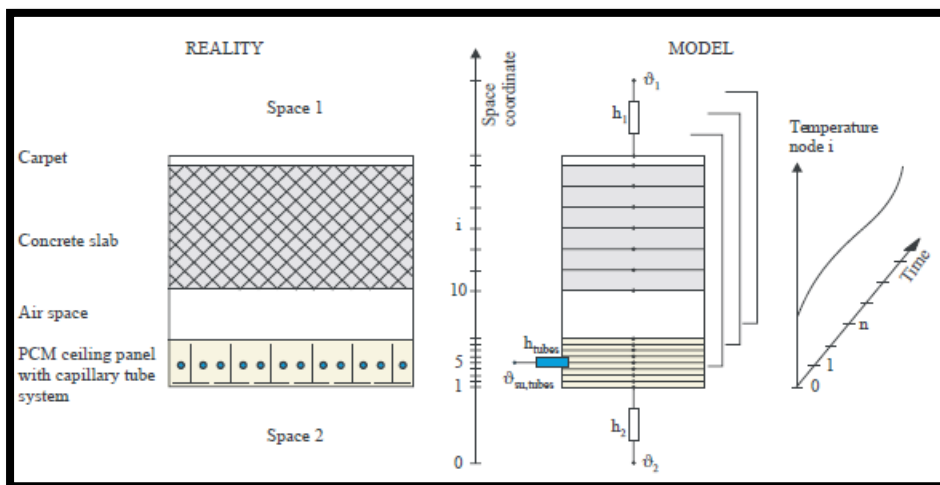 REALITY
MODEL
Space 1
Space
coordinate
ϑ1
h1
Temperature
node i
Carpet
Concrete slab
i
Time
10
Air space
n
PCM ceiling panel
with capillary tube
system
htubes
5
ϑsu,tubes
1
1
0
Space 2
h2
0
ϑ2